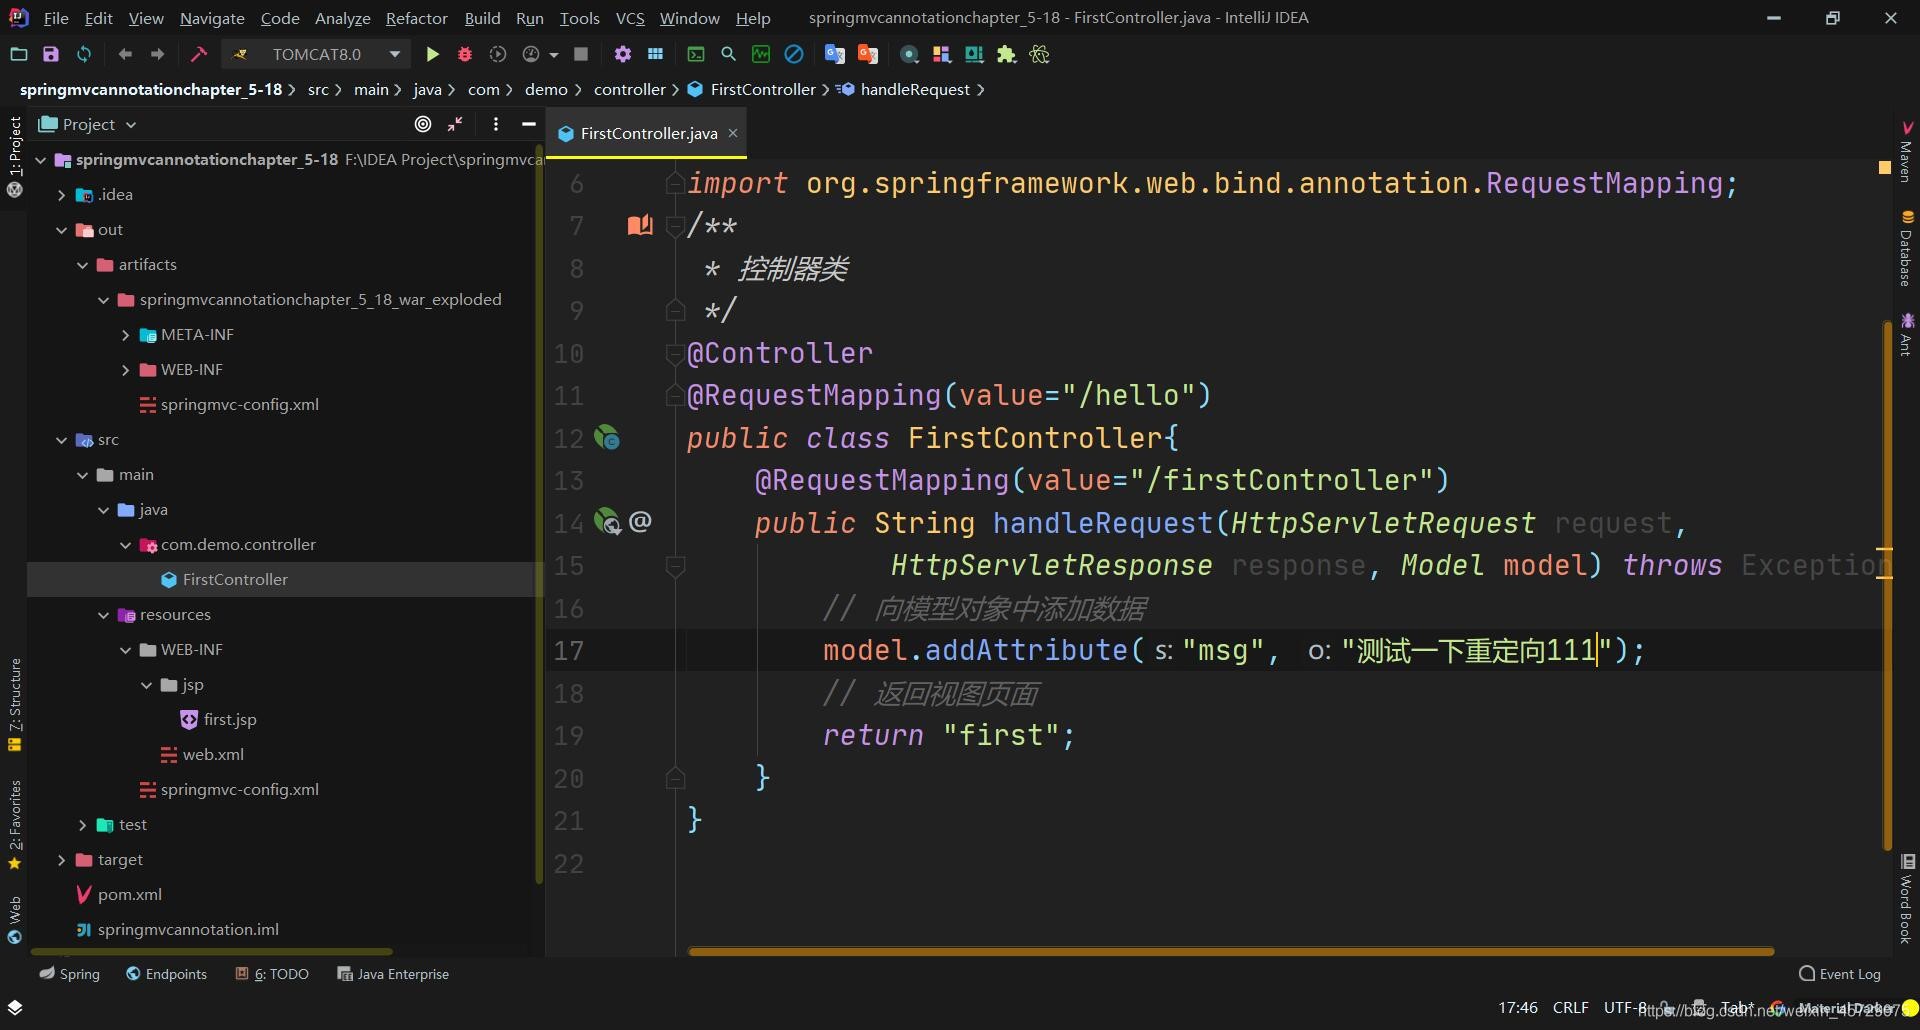 File Edit View Navigate Code Analyze Refactor Build Run Tools VCS Window Help springmvcannotationchapter_5-18 - FirstController.java - IntelliJ IDEA
TOMCAT8.0
springmvcannotationchapter_5-18 src main java com demo controller FirstController handleRequest
1: Project
Project
springmvcannotationchapter_5-18 F:\IDEA Project\springmvca
.idea
out
artifacts
springmvcannotationchapter_5_18_war_exploded
META-INF
WEB-INF
springmvc-config.xml
src
main
java
com.demo.controller
FirstController
resources
WEB-INF
jsp
first.jsp
web.xml
springmvc-config.xml
test
target
pom.xml
springmvcannotation.iml
Z: Structure
2: Favorites
Web
FirstController.java
6 import org.springframework.web.bind.annotation.RequestMapping;
7 /**
8 * 控制器类
9 */
10 @Controller
11 @RequestMapping(value="/hello")
12 public class FirstController{
13 @RequestMapping(value="/firstController")
14 @ public String handleRequest(HttpServletRequest request,
15 HttpServletResponse response, Model model) throws Exception
16 // 向模型对象中添加数据
17 model.addAttribute( s: "msg", o: "测试一下重定向111");
18 // 返回视图页面
19 return "first";
20 }
21 }
22
Maven
Database
Ant
Word Book
Spring Endpoints 6: TODO Java Enterprise Event Log
17:46 CRLF UTF-8 Tab* Material Darker